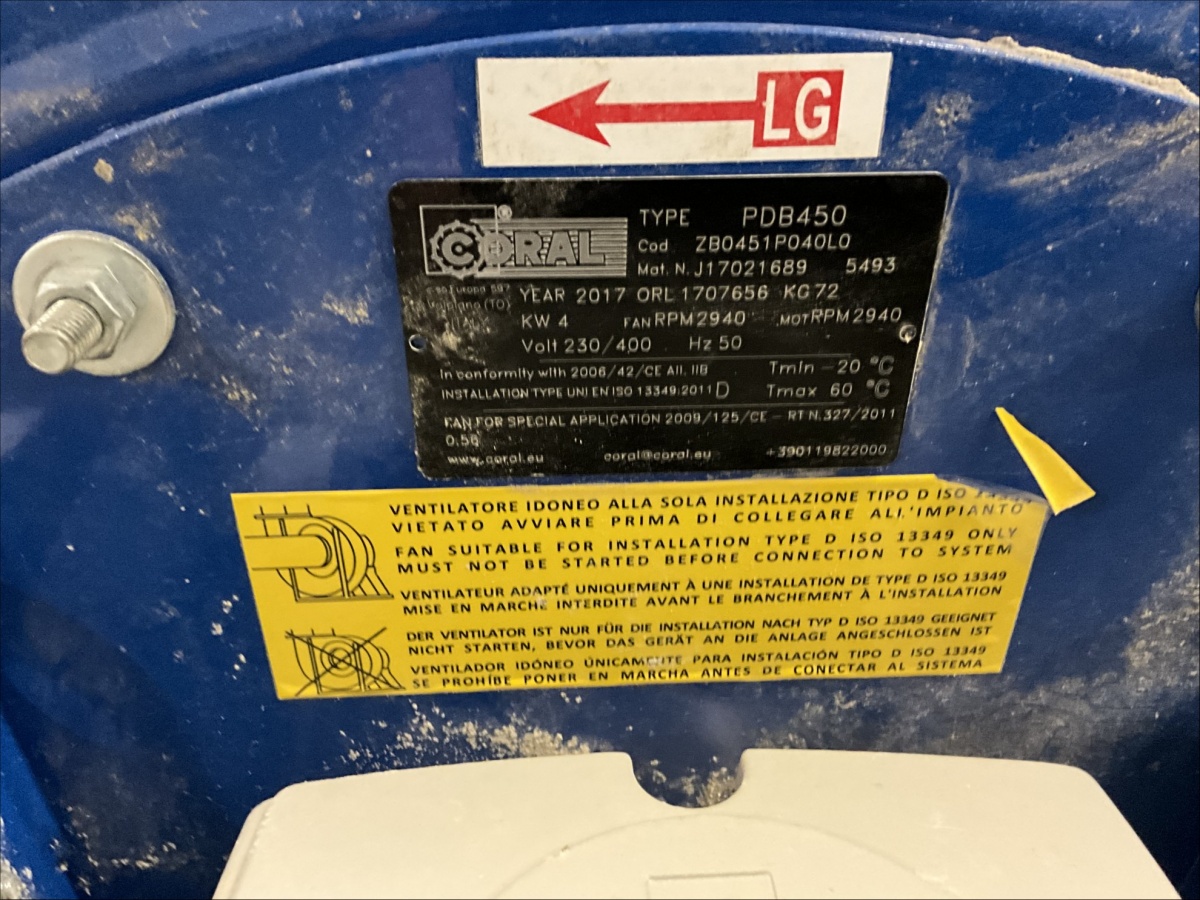 LG
CORAL®
TYPE PDB450
Cod ZB0451P040L0
Mat. N. J17021689 5493
YEAR 2017 ORL 1707656 KG 72
(TO)
KW 4 FAN RPM 2940 MOT RPM 2940
Volt 230/400 Hz 50
In conformity with 2006/42/CE All. IIB Tmin -20 °C
INSTALLATION TYPE UNI EN ISO 13349:2011 D Tmax 60 °C
FAN FOR SPECIAL APPLICATION 2009/125/CE - RT N.327/2011
0.58
www.coral.eu coral@coral.eu +390119822000
VENTILATORE IDONEO ALLA SOLA INSTALLAZIONE TIPO D ISO
VIETATO AVVIARE PRIMA DI COLLEGARE ALL'IMPIANTO
FAN SUITABLE FOR INSTALLATION TYPE D ISO 13349 ONLY
MUST NOT BE STARTED BEFORE CONNECTION TO SYSTEM
VENTILATEUR ADAPTÉ UNIQUEMENT À UNE INSTALLATION DE TYPE D ISO 13349
MISE EN MARCHE INTERDITE AVANT LE BRANCHEMENT À L'INSTALLATION
DER VENTILATOR IST NUR FÜR DIE INSTALLATION NACH TYP D ISO 13349 GEEIGNET
NICHT STARTEN, BEVOR DAS GERÄT AN DIE ANLAGE ANGESCHLOSSEN IST
VENTILADOR IDÓNEO ÚNICAMENTE PARA INSTALACIÓN TIPO D ISO 13349
SE PROHÍBE PONER EN MARCHA ANTES DE CONECTAR AL SISTEMA